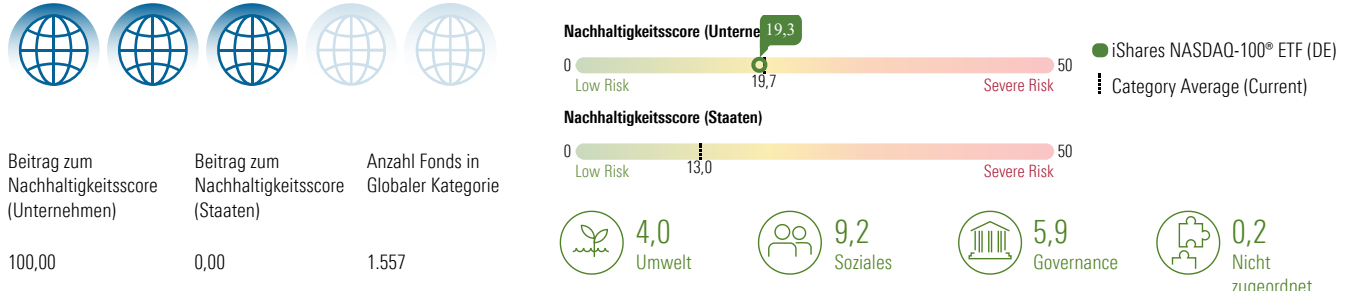 Beitrag zum
Nachhaltigkeitsscore
(Unternehmen)
100,00
Beitrag zum
Nachhaltigkeitsscore
(Staaten)
0,00
Anzahl Fonds in
Globaler Kategorie
1.557
Nachhaltigkeitsscore (Unterne
19,3
0
50
Low Risk
19,7
Severe Risk
Nachhaltigkeitsscore (Staaten)
0
50
Low Risk
13,0
Severe Risk
iShares NASDAQ-100® ETF (DE)
Category Average (Current)
4,0
Umwelt
9,2
Soziales
5,9
Governance
0,2
Nicht
zugeordnet